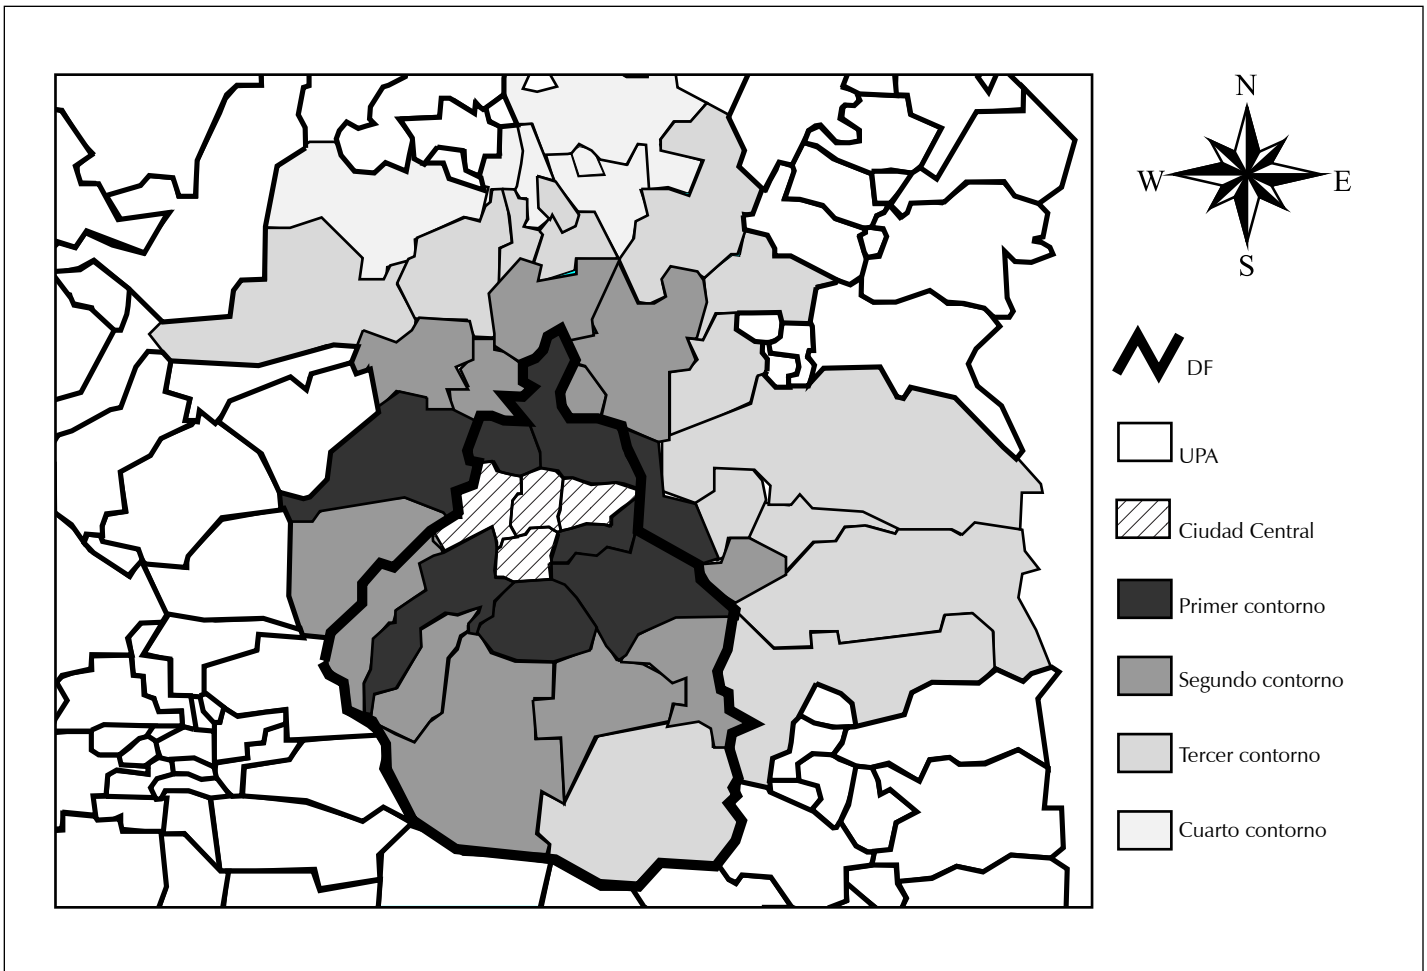 N
W E
S
DF
UPA
Ciudad Central
Primer contorno
Segundo contorno
Tercer contorno
Cuarto contorno